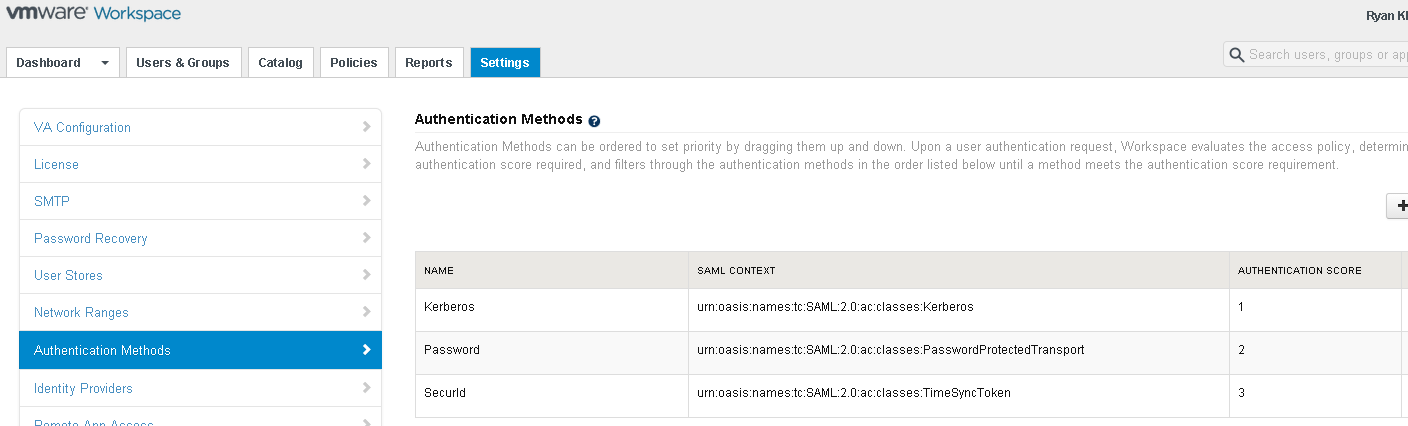 vmware Workspace
Ryan Kl
Dashboard Users & Groups Catalog Policies Reports Settings
Search users, groups or app
VA Configuration
License
SMTP
Password Recovery
User Stores
Network Ranges
Authentication Methods
Identity Providers
Remote App Access
Authentication Methods ?
Authentication Methods can be ordered to set priority by dragging them up and down. Upon a user authentication request, Workspace evaluates the access policy, determin
authentication score required, and filters through the authentication methods in the order listed below until a method meets the authentication score requirement.
+
NAME SAML CONTEXT AUTHENTICATION SCORE
Kerberos urn:oasis:names:tc:SAML:2.0:ac:classes:Kerberos 1
Password urn:oasis:names:tc:SAML:2.0:ac:classes:PasswordProtectedTransport 2
SecurId urn:oasis:names:tc:SAML:2.0:ac:classes:TimeSyncToken 3